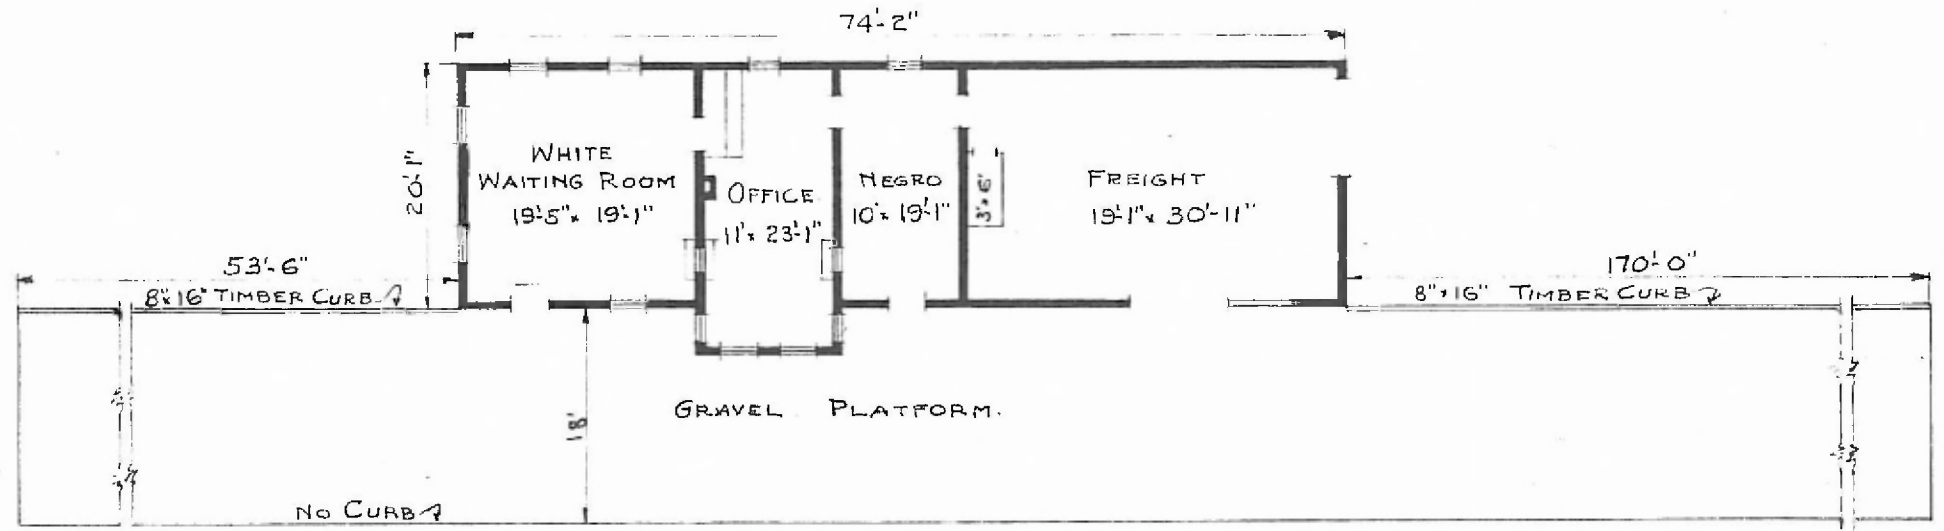 74'-2"
20'-1"
WHITE
WAITING ROOM
19'-5" x 19'-1"
OFFICE
11' x 23'-1"
NEGRO
10' x 19'-1"
3' x 6'
FREIGHT
19'-1" x 30'-11"
53'-6"
8" x 16" TIMBER CURB
170'-0"
8" x 16" TIMBER CURB
18'
GRAVEL PLATFORM.
NO CURB